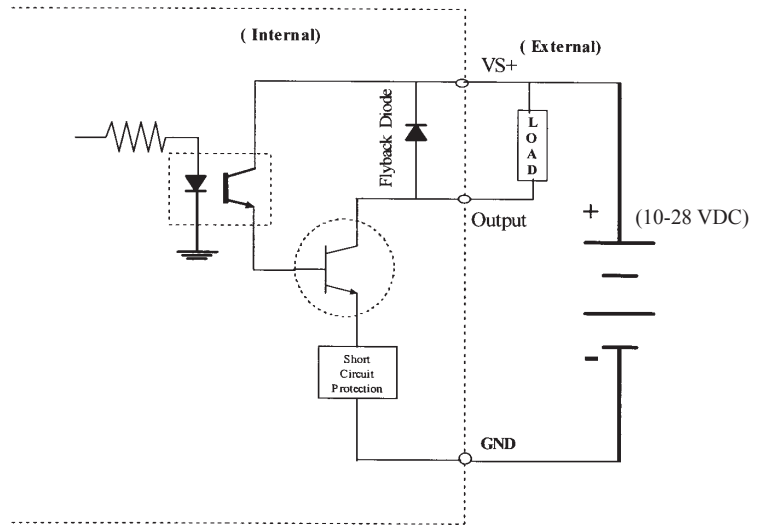 ( Internal)
( External)
VS+
Flyback Diode
L
O
A
D
Output
+
(10-28 VDC)
-
Short
Circuit
Protection
GND